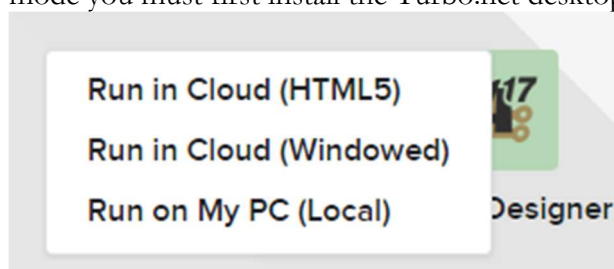 mode you must first install the Turbo.net desktop
Run in Cloud (HTML5)
17
Run in Cloud (Windowed)
Run on My PC (Local)
Designer